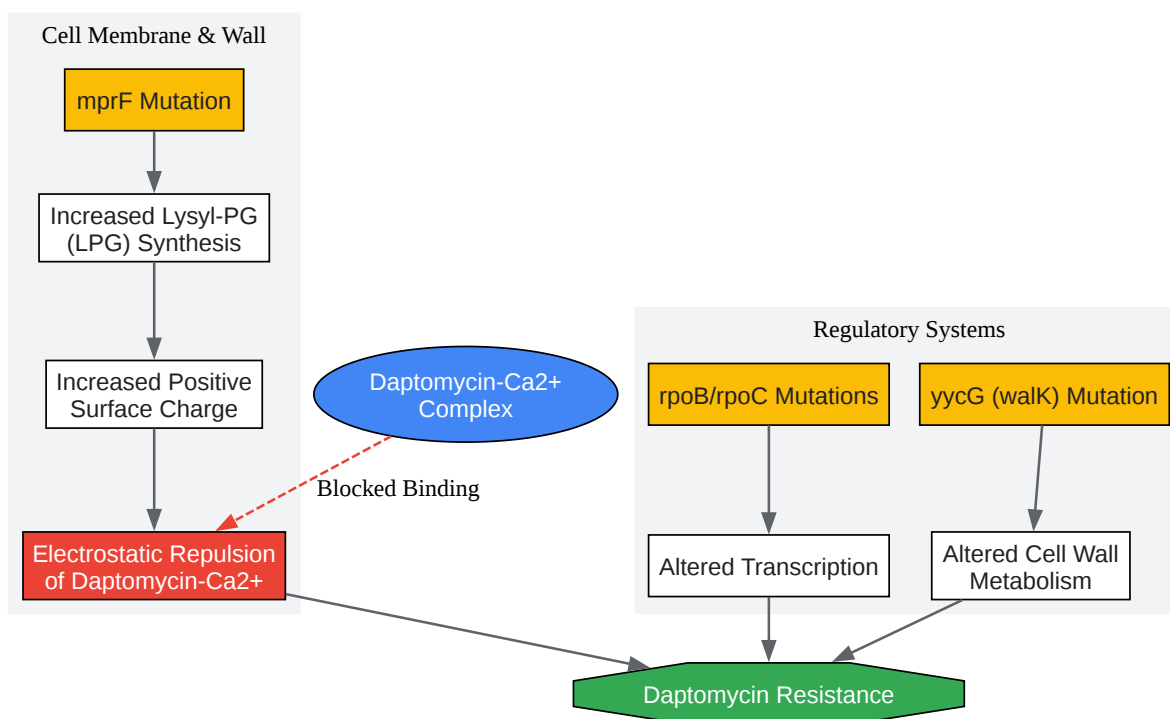 Cell Membrane & Wall
mprF Mutation
Increased Lysyl-PG
(LPG) Synthesis
Increased Positive
Surface Charge
Daptomycin-Ca2+
Complex
Blocked Binding
Electrostatic Repulsion
of Daptomycin-Ca2+
Regulatory Systems
rpoB/rpoC Mutations
yycG (walK) Mutation
Altered Transcription
Altered Cell Wall
Metabolism
Daptomycin Resistance